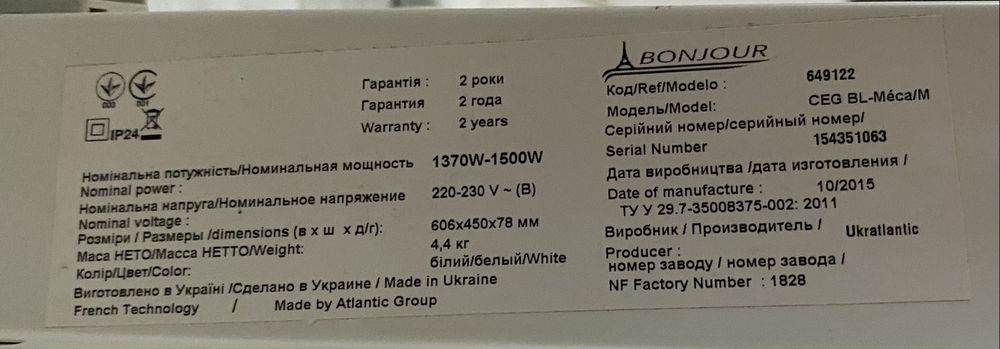 003 001
IP24
Гарантія : 2 роки
Гарантия 2 года
Warranty : 2 years
Номінальна потужність/Номинальная мощность 1370W-1500W
Nominal power :
Номінальна напруга/Номинальное напряжение 220-230 V ~ (В)
Nominal voltage :
Розміри / Размеры /dimensions (в х ш х д/г): 606x450x78 мм
Маса НЕТО/Масса НЕТТО/Weight: 4,4 кг
Колір/Цвет/Color: білий/белый/White
Виготовлено в Україні /Сделано в Украине / Made in Ukraine
French Technology / Made by Atlantic Group
BONJOUR
Код/Ref/Modelo : 649122
Модель/Model: CEG BL-Méca/M
Серійний номер/серийный номер/
Serial Number 154351063
Дата виробництва /дата изготовления /
Date of manufacture : 10/2015
ТУ У 29.7-35008375-002: 2011
Виробник / Производитель / Ukratlantic
Producer :
номер заводу / номер завода /
NF Factory Number : 1828